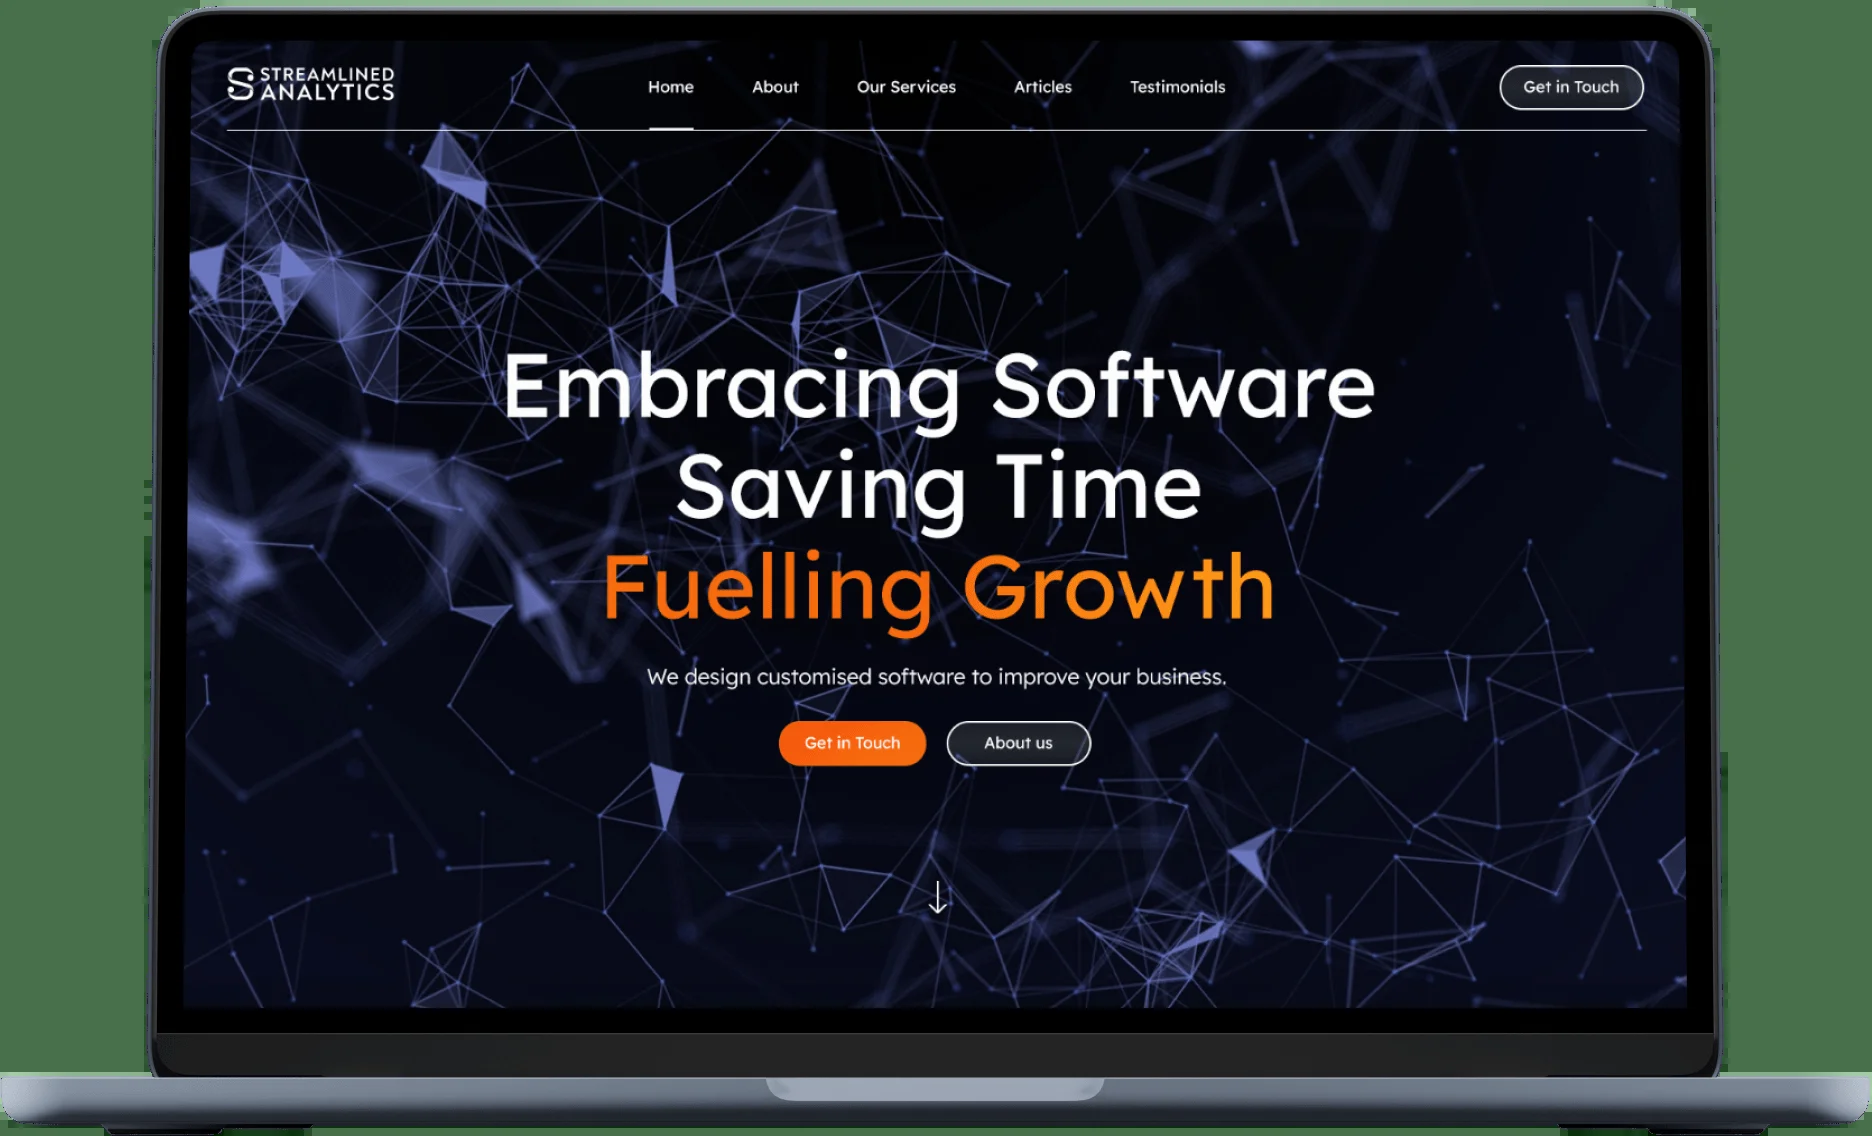 STREAMLINED
ANALYTICS
Home About Our Services Articles Testimonials Get in Touch
Embracing Software
Saving Time
Fuelling Growth
We design customised software to improve your business.
Get in Touch About us